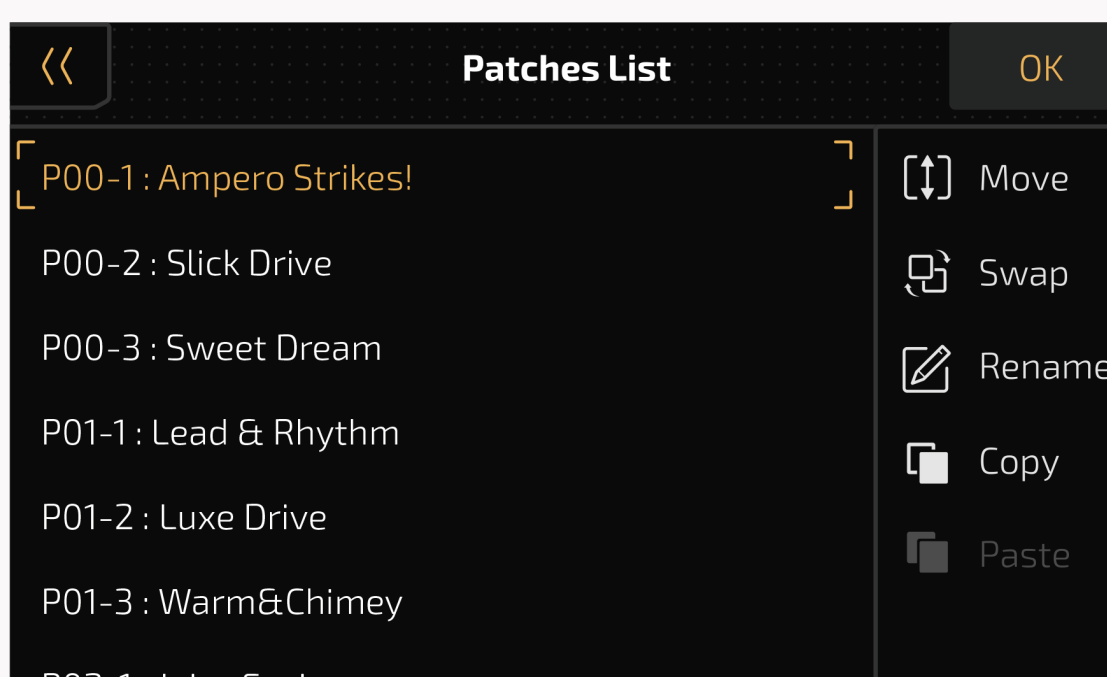 Patches List
OK
P00-1 : Ampero Strikes!
P00-2 : Slick Drive
P00-3 : Sweet Dream
P01-1 : Lead & Rhythm
P01-2 : Luxe Drive
P01-3 : Warm&Chimey
Move
Swap
Rename
Copy
Paste